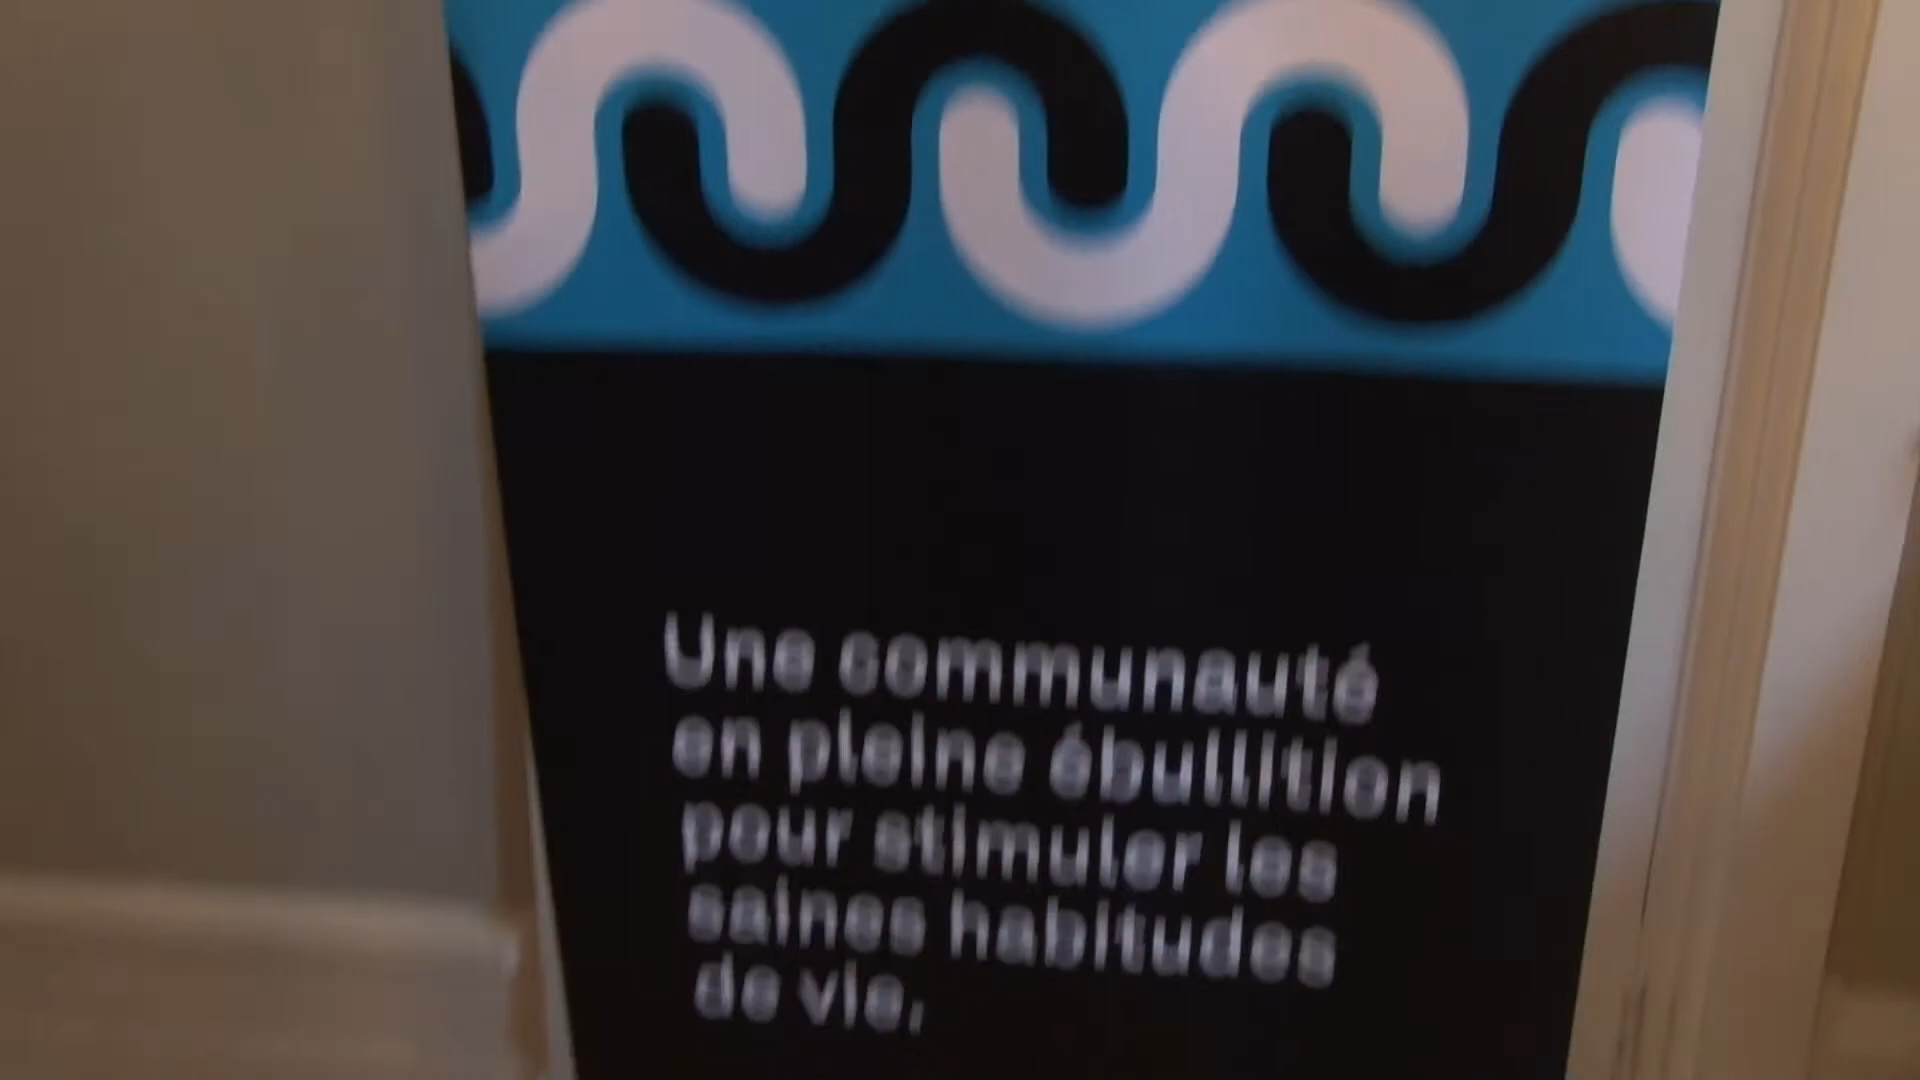 Une communauté
en pleine ébullition
pour stimuler les
saines habitudes
de vie.